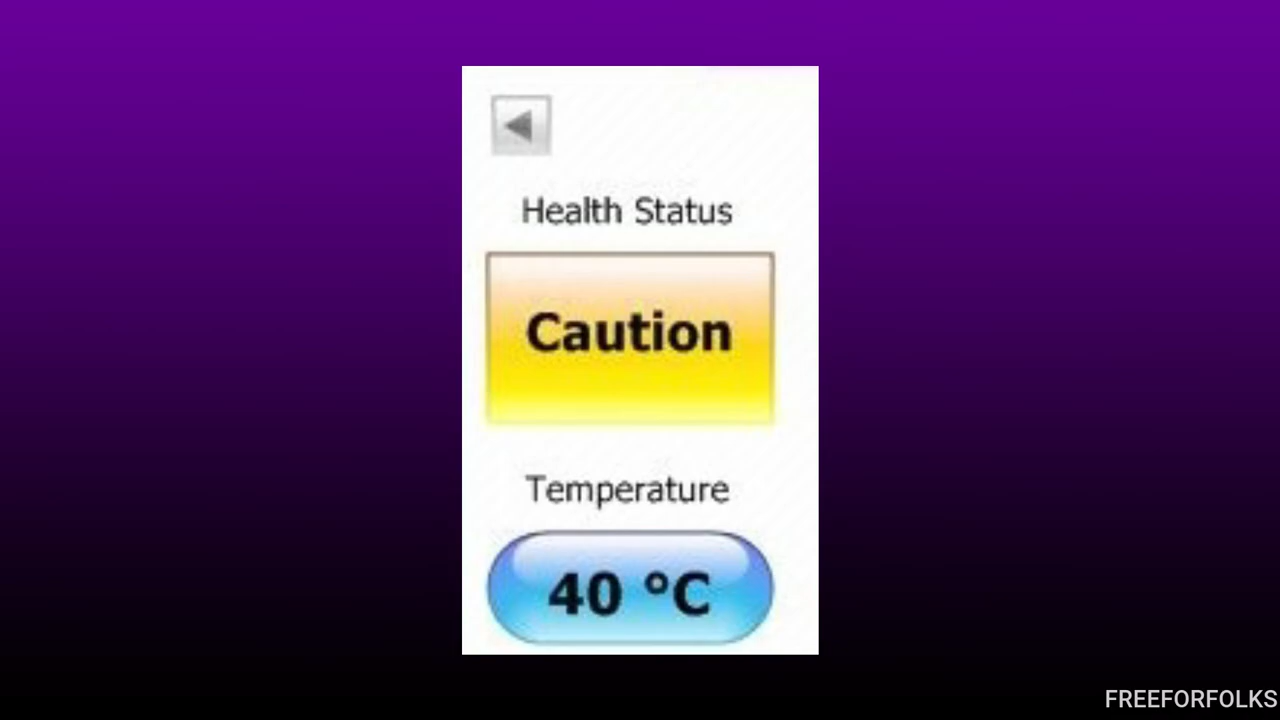 Health Status
Caution
Temperature
40 °C
FREEFORFOLKS